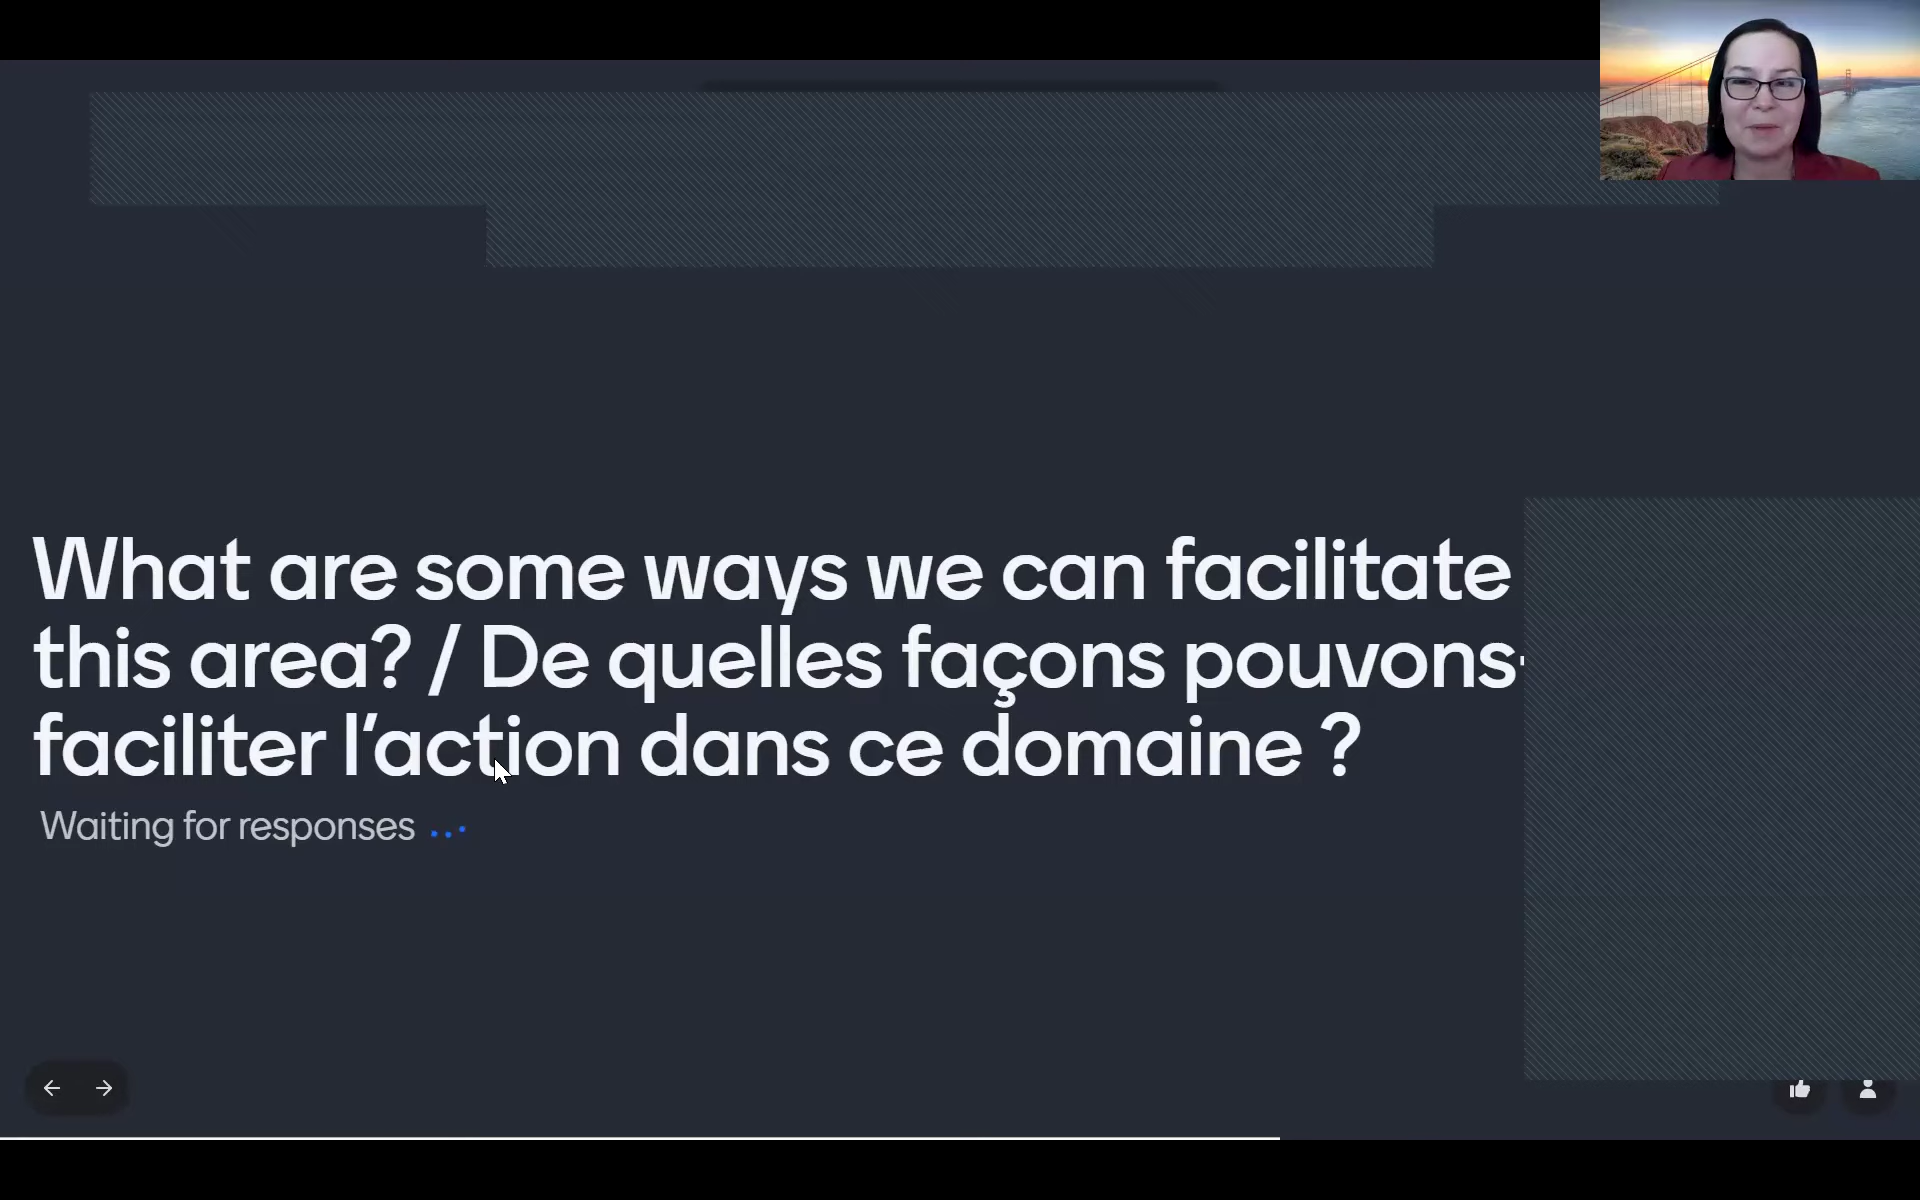 What are some ways we can facilitate
this area? / De quelles façons pouvons-
faciliter l’action dans ce domaine ?
Waiting for responses ...